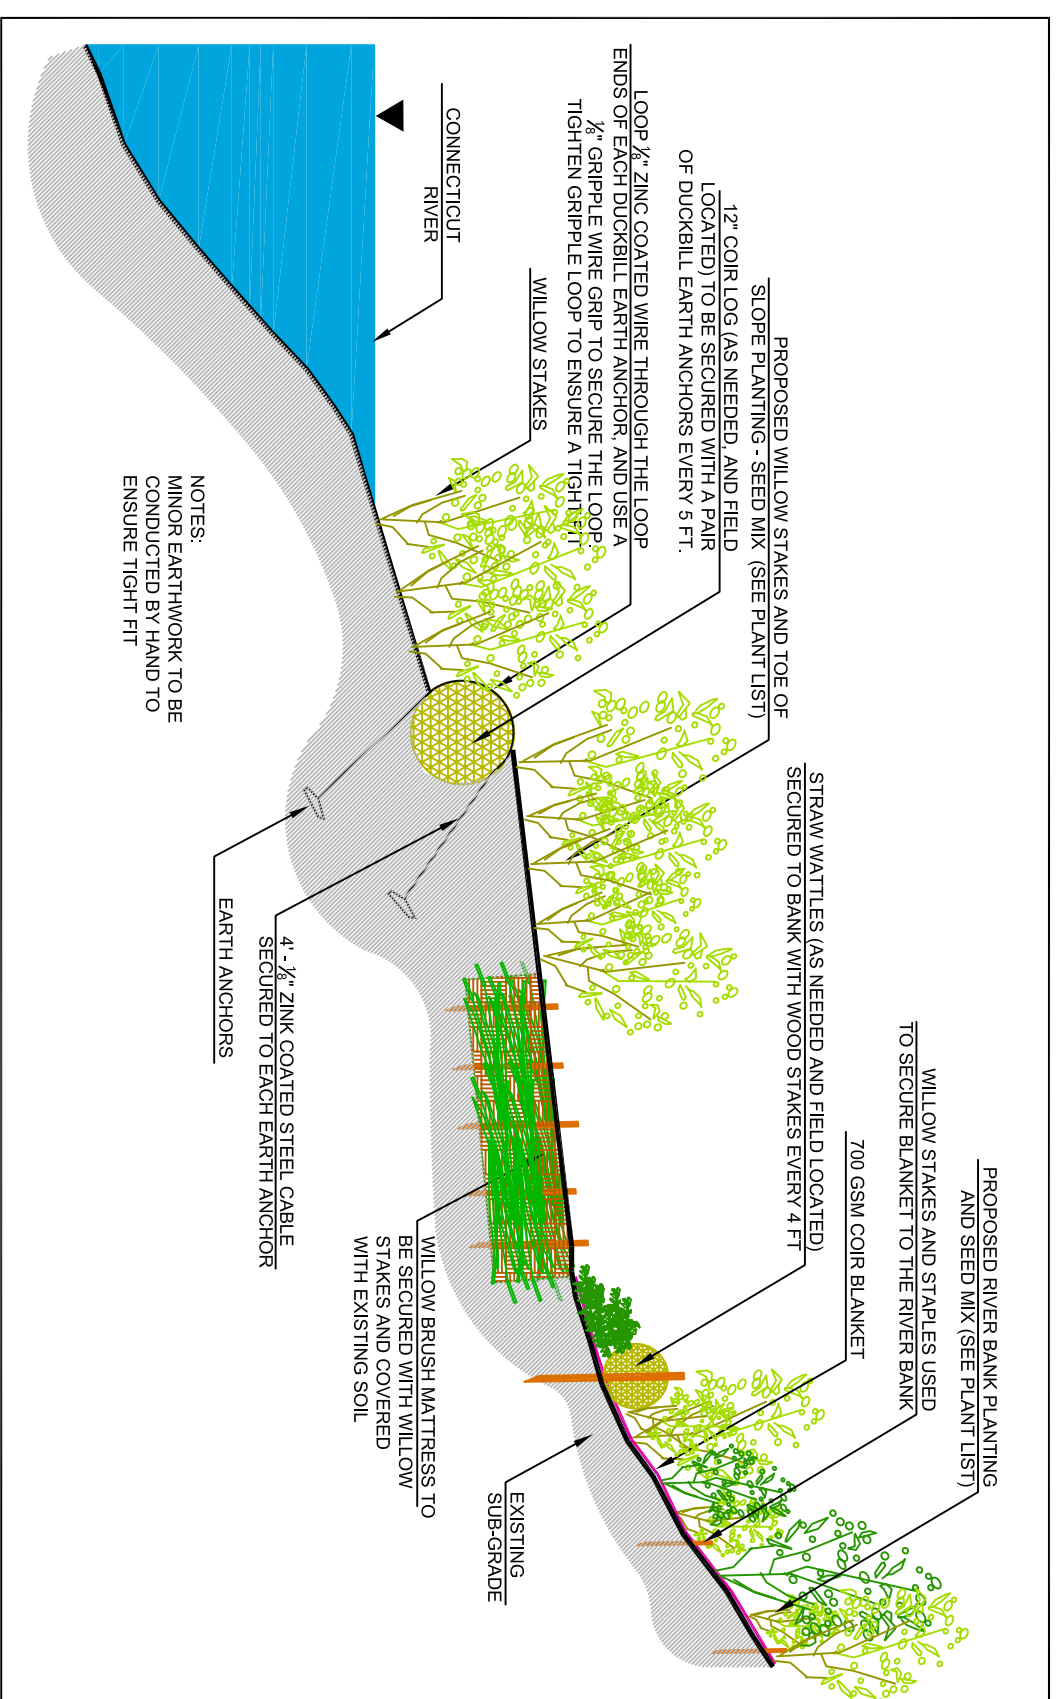 PROPOSED RIVER BANK PLANTING
AND SEED MIX (SEE PLANT LIST)
WILLOW STAKES AND STAPLES USED
TO SECURE BLANKET TO THE RIVER BANK
700 GSM COIR BLANKET
STRAW WATTLES (AS NEEDED AND FIELD LOCATED)
SECURED TO BANK WITH WOOD STAKES EVERY 4 FT
PROPOSED WILLOW STAKES AND TOE OF
SLOPE PLANTING - SEED MIX (SEE PLANT LIST)
12" COIR LOG (AS NEEDED, AND FIELD
LOCATED) TO BE SECURED WITH A PAIR
OF DUCKBILL EARTH ANCHORS EVERY 5 FT.
LOOP ⅛" ZINC COATED WIRE THROUGH THE LOOP
ENDS OF EACH DUCKBILL EARTH ANCHOR, AND USE A
⅛" GRIPPLE WIRE GRIP TO SECURE THE LOOP.
TIGHTEN GRIPPLE LOOP TO ENSURE A TIGHT FIT
WILLOW STAKES
CONNECTICUT
RIVER
EXISTING
SUB-GRADE
WILLOW BRUSH MATTRESS TO
BE SECURED WITH WILLOW
STAKES AND COVERED
WITH EXISTING SOIL
4' - ⅛" ZINK COATED STEEL CABLE
SECURED TO EACH EARTH ANCHOR
EARTH ANCHORS
NOTES:
MINOR EARTHWORK TO BE
CONDUCTED BY HAND TO
ENSURE TIGHT FIT